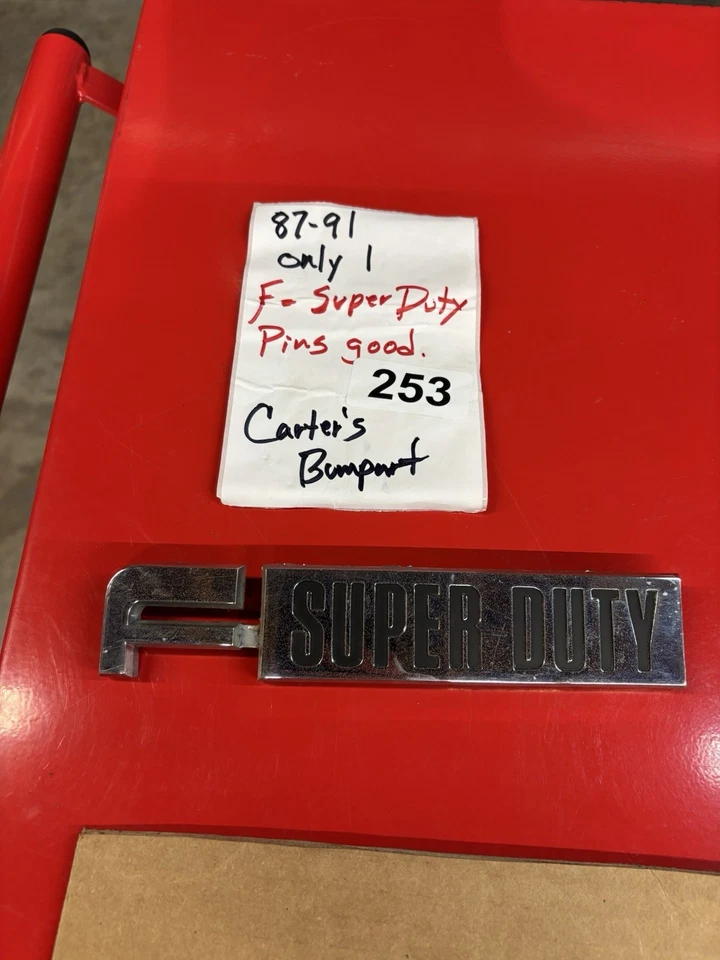 87-91
only 1
F- Super Duty
Pins good.
253
Carter's
Bumpart
F SUPER DUTY